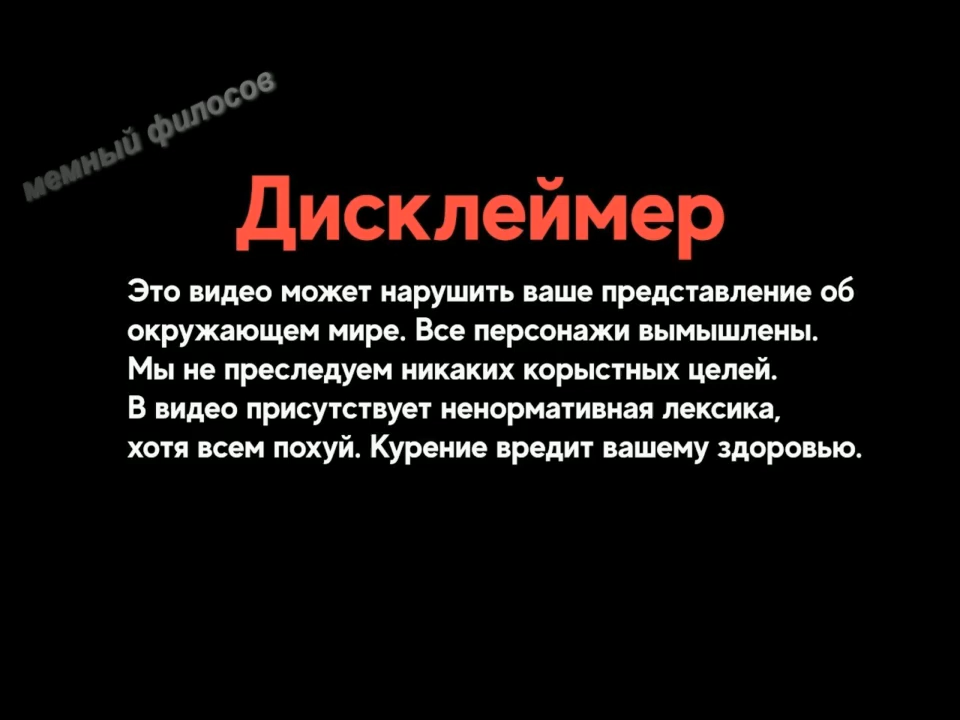 мемный филосов
Дисклеймер
Это видео может нарушить ваше представление об
окружающем мире. Все персонажи вымышлены.
Мы не преследуем никаких корыстных целей.
В видео присутствует ненормативная лексика,
хотя всем похуй. Курение вредит вашему здоровью.